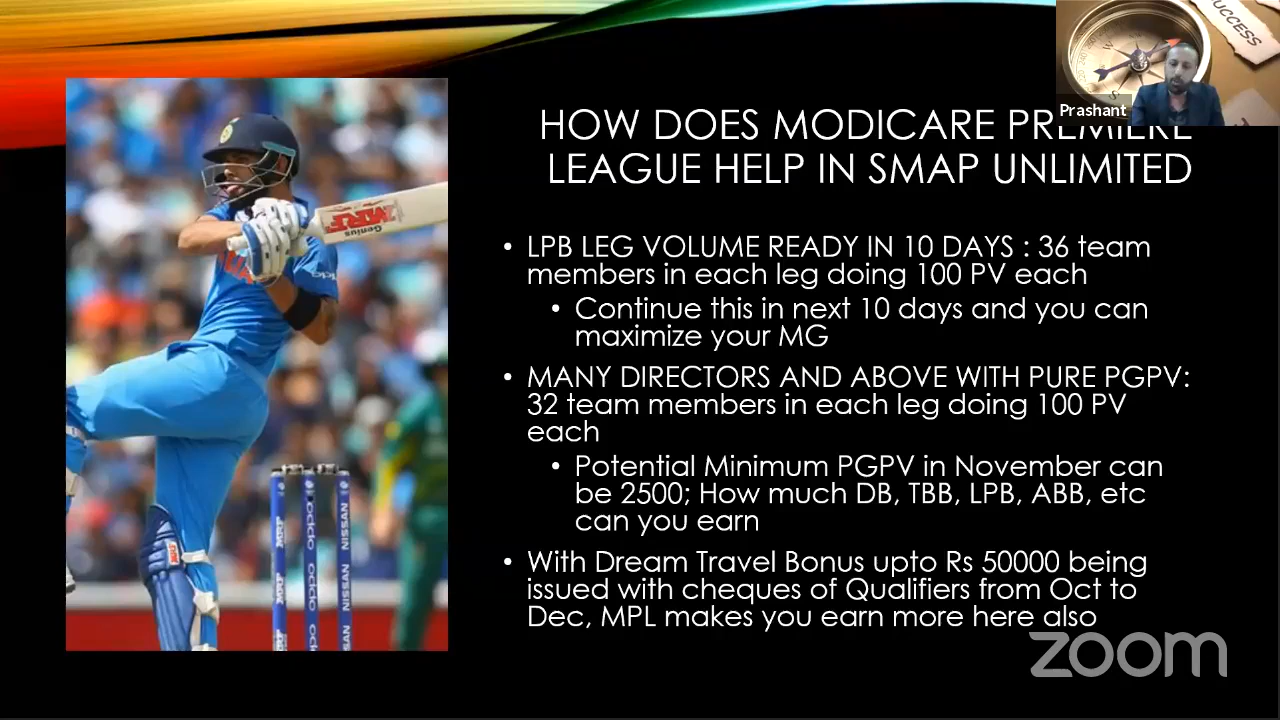 SUCCESS
Prashant
HOW DOES MODICARE PREMIERE
LEAGUE HELP IN SMAP UNLIMITED
• LPB LEG VOLUME READY IN 10 DAYS : 36 team
members in each leg doing 100 PV each
• Continue this in next 10 days and you can
maximize your MG
• MANY DIRECTORS AND ABOVE WITH PURE PGPV:
32 team members in each leg doing 100 PV
each
• Potential Minimum PGPV in November can
be 2500; How much DB, TBB, LPB, ABB, etc
can you earn
• With Dream Travel Bonus upto Rs 50000 being
issued with cheques of Qualifiers from Oct to
Dec, MPL makes you earn more here also
MRF
Genius
oppo
NISSAN
zoom